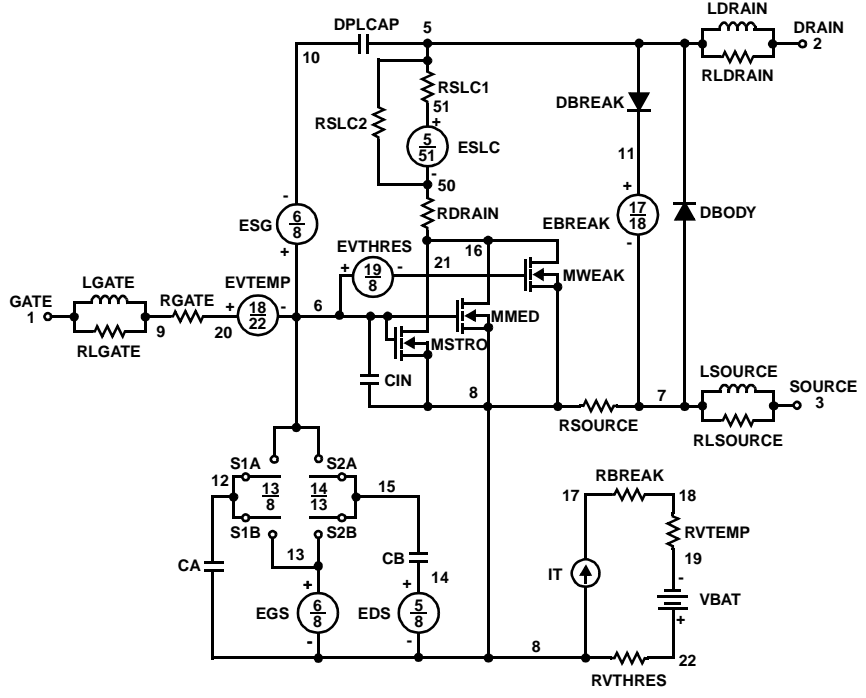 LDRAIN
DPLCAP 5 DRAIN
2
10
RLDRAIN
RSLC1
51
DBREAK
RSLC2
+
5
51
ESLC
-
11
50
-
+
17
18
DBODY
ESG
6
8
RDRAIN
EBREAK
+
EVTHRES
-
16
21
+
19
8
-
MWEAK
LGATE
EVTEMP
GATE
1
RGATE
+
18
22
-
6
MMED
9
20
MSTRO
RLGATE
LSOURCE
CIN
8
7
SOURCE
3
RSOURCE
RLSOURCE
S1A
S2A
12
13
8
14
13
15
RBREAK
17
18
S1B
S2B
RVTEMP
13
CB
19
CA
IT
-
+
+
14
VBAT
EGS
6
8
EDS
5
8
+
-
-
8
22
RVTHRES